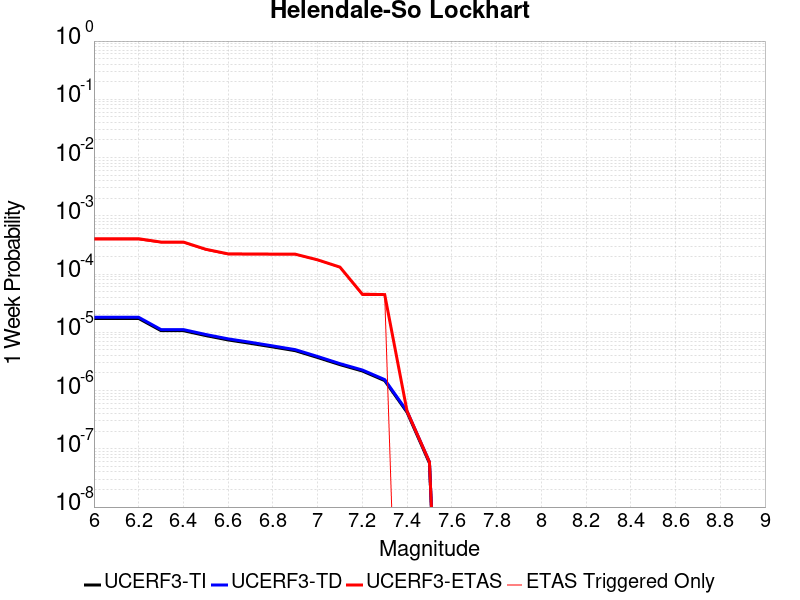 Helendale-So Lockhart
10^0
10^-1
10^-2
10^-3
10^-4
10^-5
10^-6
10^-7
10^-8
1 Week Probability
6 6.2 6.4 6.6 6.8 7 7.2 7.4 7.6 7.8 8 8.2 8.4 8.6 8.8 9
Magnitude
UCERF3-TI UCERF3-TD UCERF3-ETAS ETAS Triggered Only